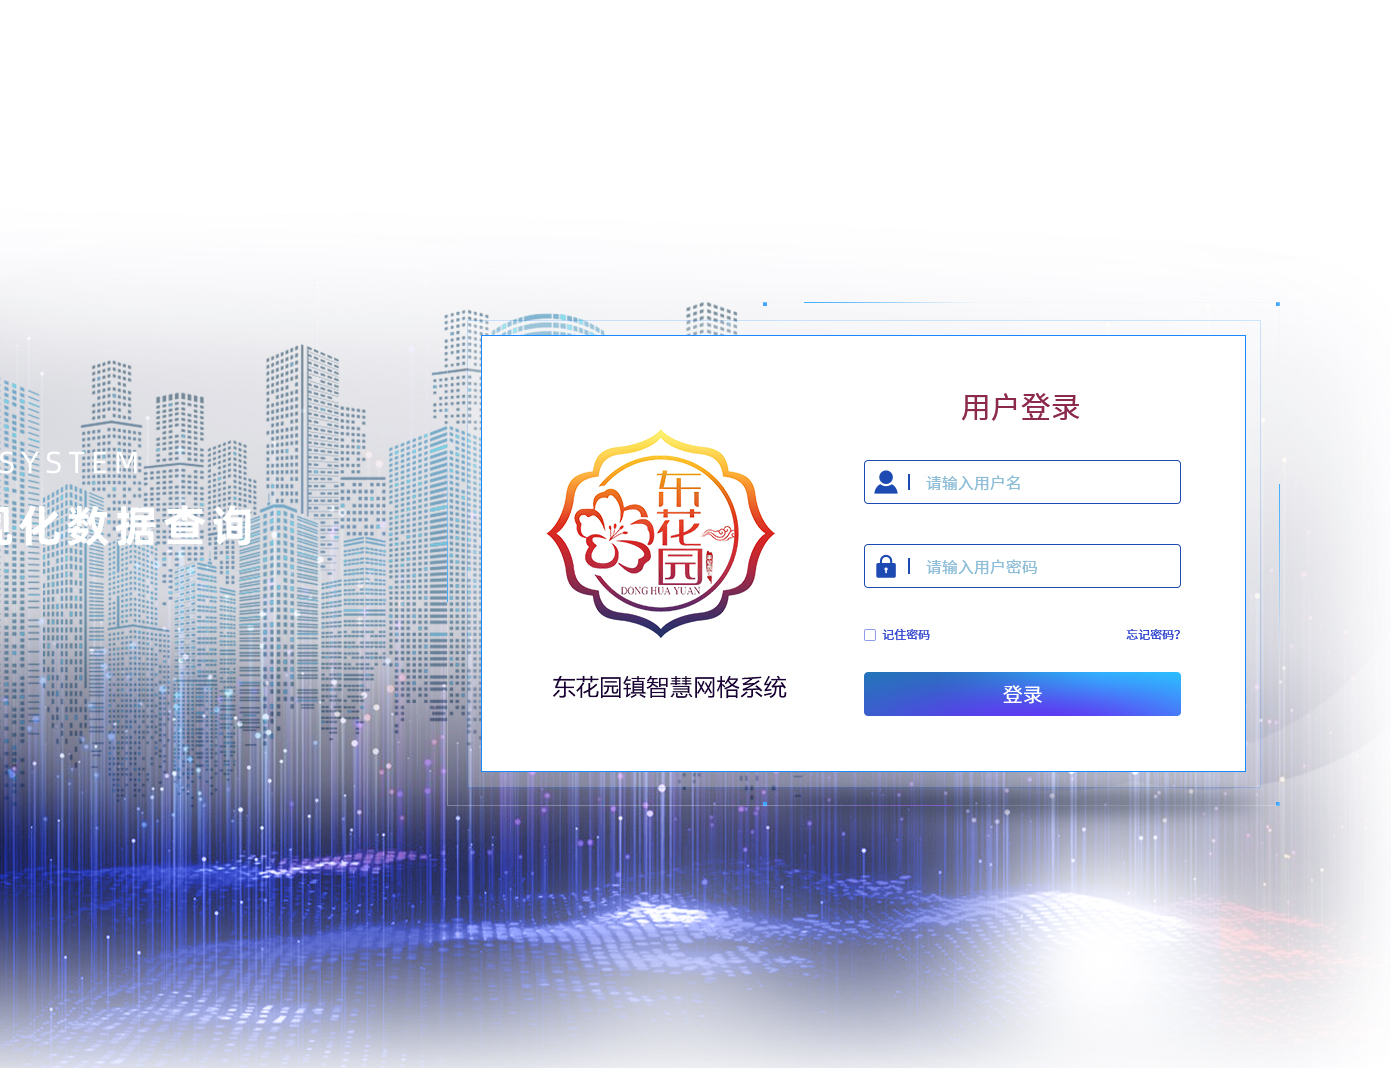 SYSTEM
化数据查询
东花园
DONG HUA YUAN
东花园镇智慧网格系统
用户登录
请输入用户名
请输入用户密码
记住密码
忘记密码?
登录